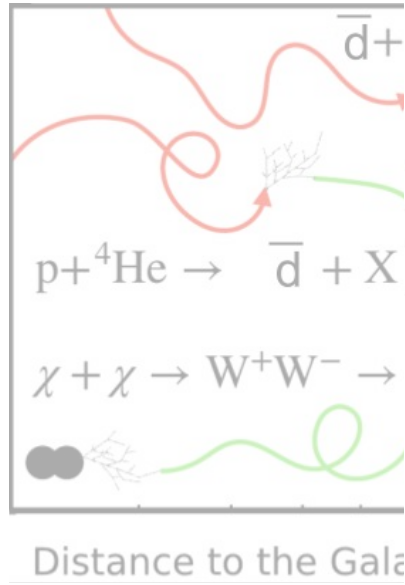 d̅+
p+⁴He → d̅ + X
χ + χ → W⁺W⁻ →
Distance to the Gala